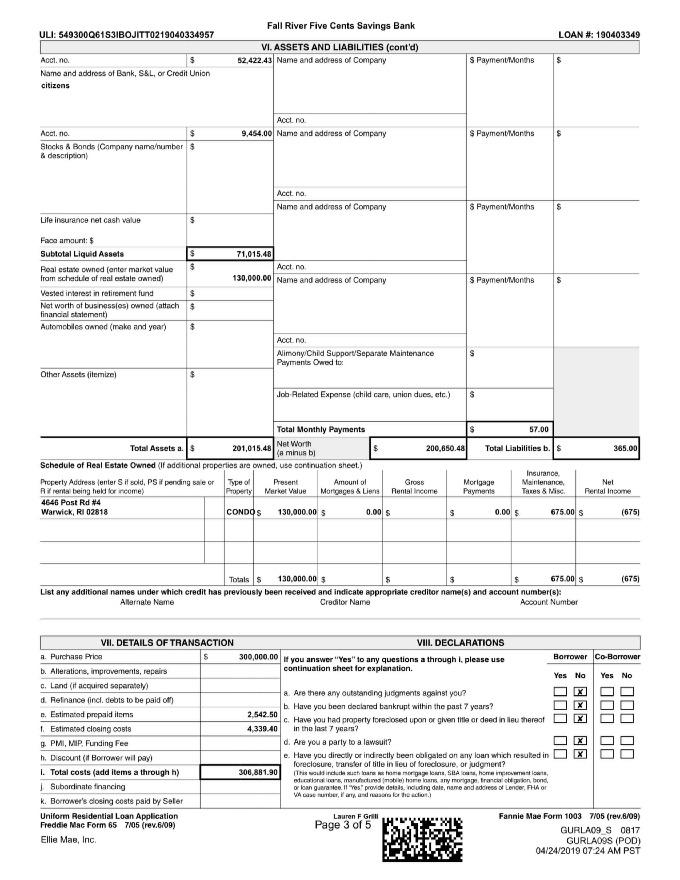 Fall River Five Cents Savings Bank
ULI: 549300Q61S3IBOJITT0219040334957 LOAN #: 190403349
VI. ASSETS AND LIABILITIES (cont'd)
Acct. no. $ 52,422.43 Name and address of Company $ Payment/Months $
Name and address of Bank, S&L, or Credit Union
citizens
Acct. no.
Acct. no. $ 9,454.00 Name and address of Company $ Payment/Months $
Stocks & Bonds (Company name/number $
& description)
Acct. no.
Name and address of Company $ Payment/Months $
Life insurance net cash value $
Face amount: $
Subtotal Liquid Assets $ 71,015.48
Real estate owned (enter market value $ Acct. no.
from schedule of real estate owned) 130,000.00 Name and address of Company $ Payment/Months $
Vested interest in retirement fund $
Net worth of business(es) owned (attach $
financial statement)
Automobiles owned (make and year) $
Acct. no.
Alimony/Child Support/Separate Maintenance $
Payments Owed to:
Other Assets (itemize) $
Job-Related Expense (child care, union dues, etc.) $
Total Monthly Payments $ 57.00
Total Assets a. $ 201,015.48 Net Worth $ 200,650.48 Total Liabilities b. $ 365.00
(a minus b)
Schedule of Real Estate Owned (If additional properties are owned, use continuation sheet.)
Insurance,
Property Address (enter S if sold, PS if pending sale or Type of Present Amount of Gross Mortgage Maintenance, Net
R if rental being held for income) Property Market Value Mortgages & Liens Rental Income Payments Taxes & Misc. Rental Income
4646 Post Rd #4
Warwick, RI 02818 CONDO $ 130,000.00 $ 0.00 $ $ 0.00 $ 675.00 $ (675)
Totals $ 130,000.00 $ $ $ $ 675.00 $ (675)
List any additional names under which credit has previously been received and indicate appropriate creditor name(s) and account number(s):
Alternate Name Creditor Name Account Number
VII. DETAILS OF TRANSACTION VIII. DECLARATIONS
a. Purchase Price $ 300,000.00 If you answer "Yes" to any questions a through i, please use Borrower Co-Borrower
b. Alterations, improvements, repairs continuation sheet for explanation. Yes No Yes No
c. Land (if acquired separately)
d. Refinance (incl. debts to be paid off) a. Are there any outstanding judgments against you? X
e. Estimated prepaid items 2,542.50 b. Have you been declared bankrupt within the past 7 years? X
f. Estimated closing costs 4,339.40 c. Have you had property foreclosed upon or given title or deed in lieu thereof X
in the last 7 years?
g. PMI, MIP, Funding Fee d. Are you a party to a lawsuit? X
h. Discount (if Borrower will pay) e. Have you directly or indirectly been obligated on any loan which resulted in X
foreclosure, transfer of title in lieu of foreclosure, or judgment?
i. Total costs (add items a through h) 306,881.90 (This would include such loans as home mortgage loans, SBA loans, home improvement loans,
educational loans, manufactured (mobile) home loans, any mortgage, financial obligation, bond,
j. Subordinate financing or loan guarantee. If "Yes," provide details, including date, name and address of Lender, FHA or
VA case number, if any, and reasons for the action.)
k. Borrower's closing costs paid by Seller
Uniform Residential Loan Application Lauren F Grilli Fannie Mae Form 1003 7/05 (rev.6/09)
Freddie Mac Form 65 7/05 (rev.6/09) Page 3 of 5
GURLA09_S 0817
Ellie Mae, Inc. GURLA09S (POD)
04/24/2019 07:24 AM PST